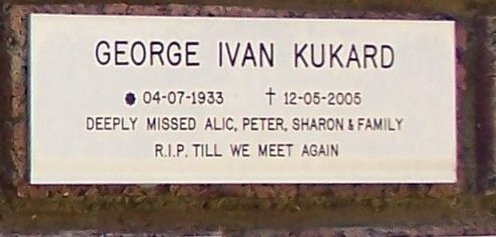 GEORGE IVAN KUKARD
* 04-07-1933 † 12-05-2005
DEEPLY MISSED ALIC, PETER, SHARON & FAMILY
R.I.P. TILL WE MEET AGAIN